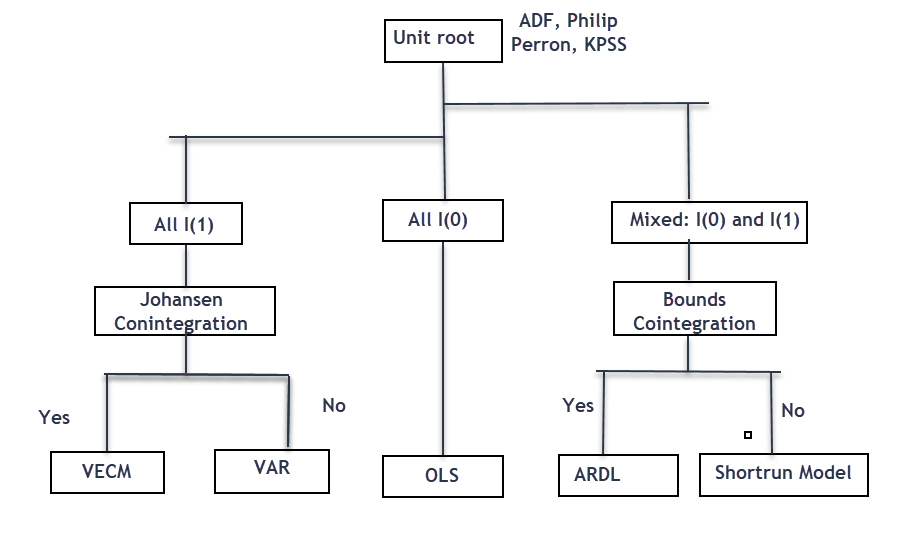 ADF, Philip
Perron, KPSS
Unit root
All I(1)
All I(0)
Mixed: I(0) and I(1)
Johansen
Conintegration
Bounds
Cointegration
Yes
No
Yes
No
VECM
VAR
OLS
ARDL
Shortrun Model